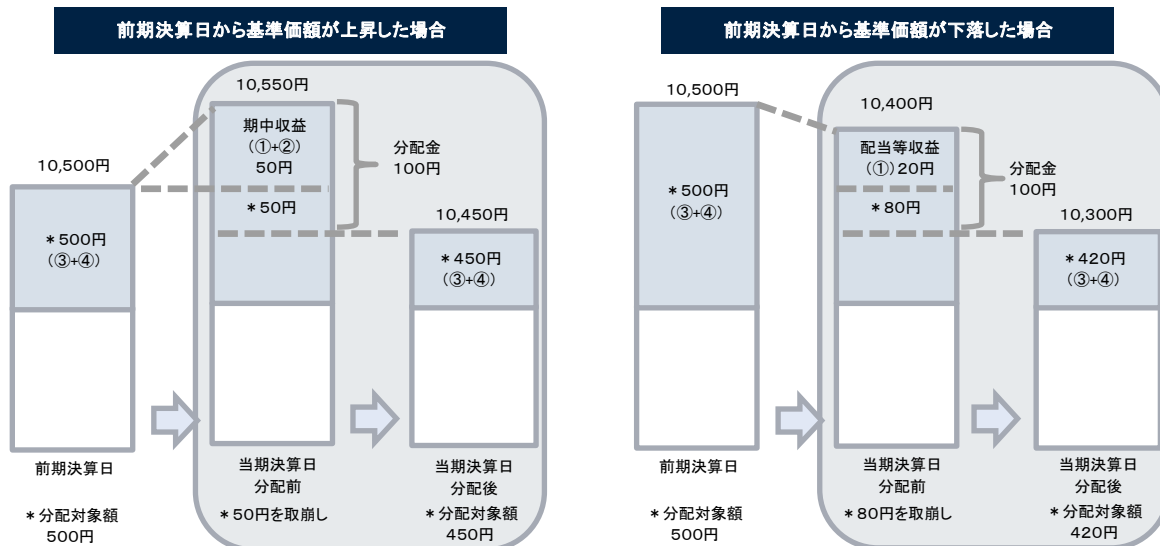 前期決算日から基準価額が上昇した場合
10,550円
期中収益
(①+②)
50円
分配金
100円
10,500円
*50円
10,450円
*500円
(③+④)
*450円
(③+④)
前期決算日
当期決算日
分配前
当期決算日
分配後
*分配対象額
500円
*50円を取崩し
*分配対象額
450円
前期決算日から基準価額が下落した場合
10,500円
10,400円
配当等収益
(①)20円
分配金
100円
*500円
(③+④)
*80円
10,300円
*420円
(③+④)
前期決算日
当期決算日
分配前
当期決算日
分配後
*分配対象額
500円
*80円を取崩し
*分配対象額
420円